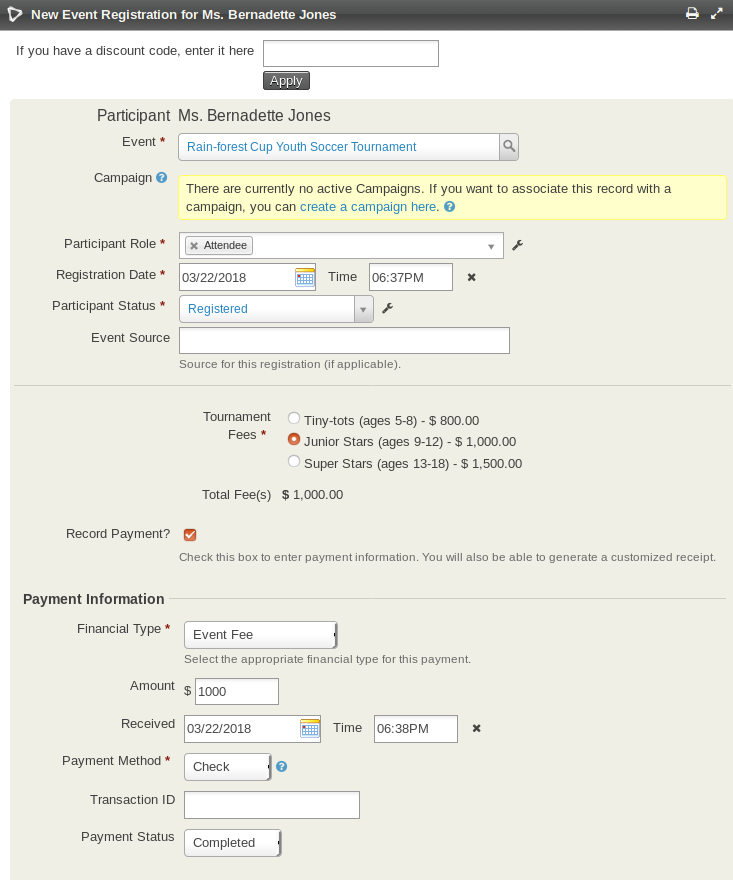 New Event Registration for Ms. Bernadette Jones
If you have a discount code, enter it here
Apply
Participant Ms. Bernadette Jones
Event * Rain-forest Cup Youth Soccer Tournament
Campaign ? There are currently no active Campaigns. If you want to associate this record with a
campaign, you can create a campaign here. ?
Participant Role * Attendee
Registration Date * 03/22/2018 Time 06:37PM
Participant Status * Registered
Event Source
Source for this registration (if applicable).
Tournament
Fees *
Tiny-tots (ages 5-8) - $ 800.00
Junior Stars (ages 9-12) - $ 1,000.00
Super Stars (ages 13-18) - $ 1,500.00
Total Fee(s) $ 1,000.00
Record Payment?
Check this box to enter payment information. You will also be able to generate a customized receipt.
Payment Information
Financial Type * Event Fee
Select the appropriate financial type for this payment.
Amount $ 1000
Received 03/22/2018 Time 06:38PM
Payment Method * Check ?
Transaction ID
Payment Status Completed